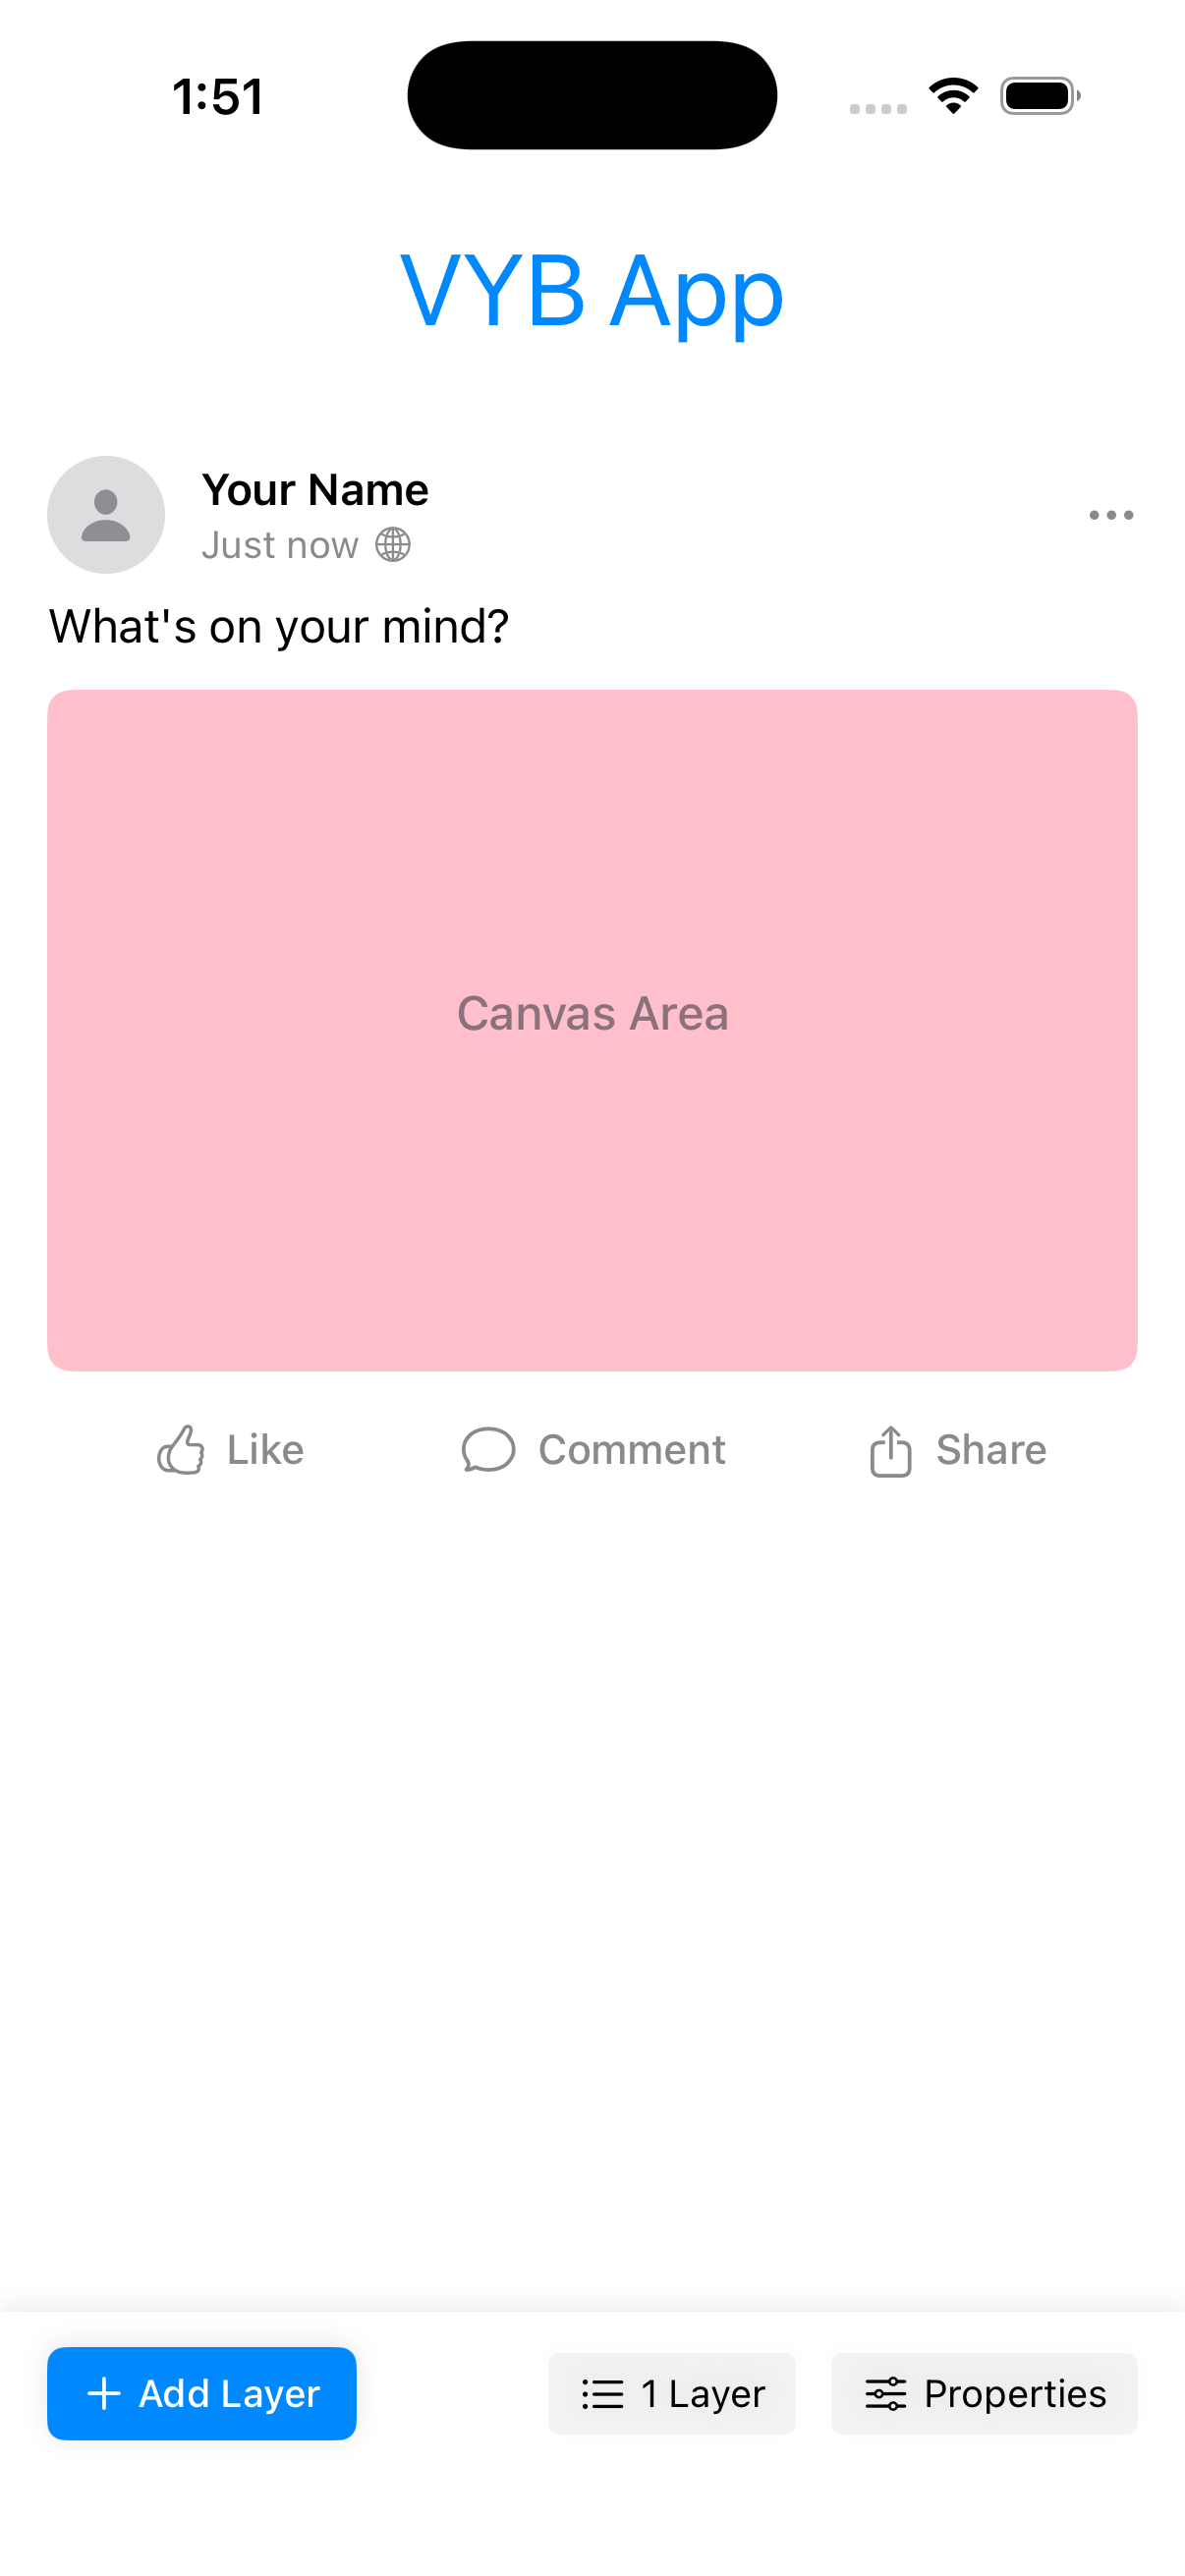 1:51
VYB App
Your Name
Just now
What's on your mind?
Canvas Area
Like
Comment
Share
Add Layer
1 Layer
Properties